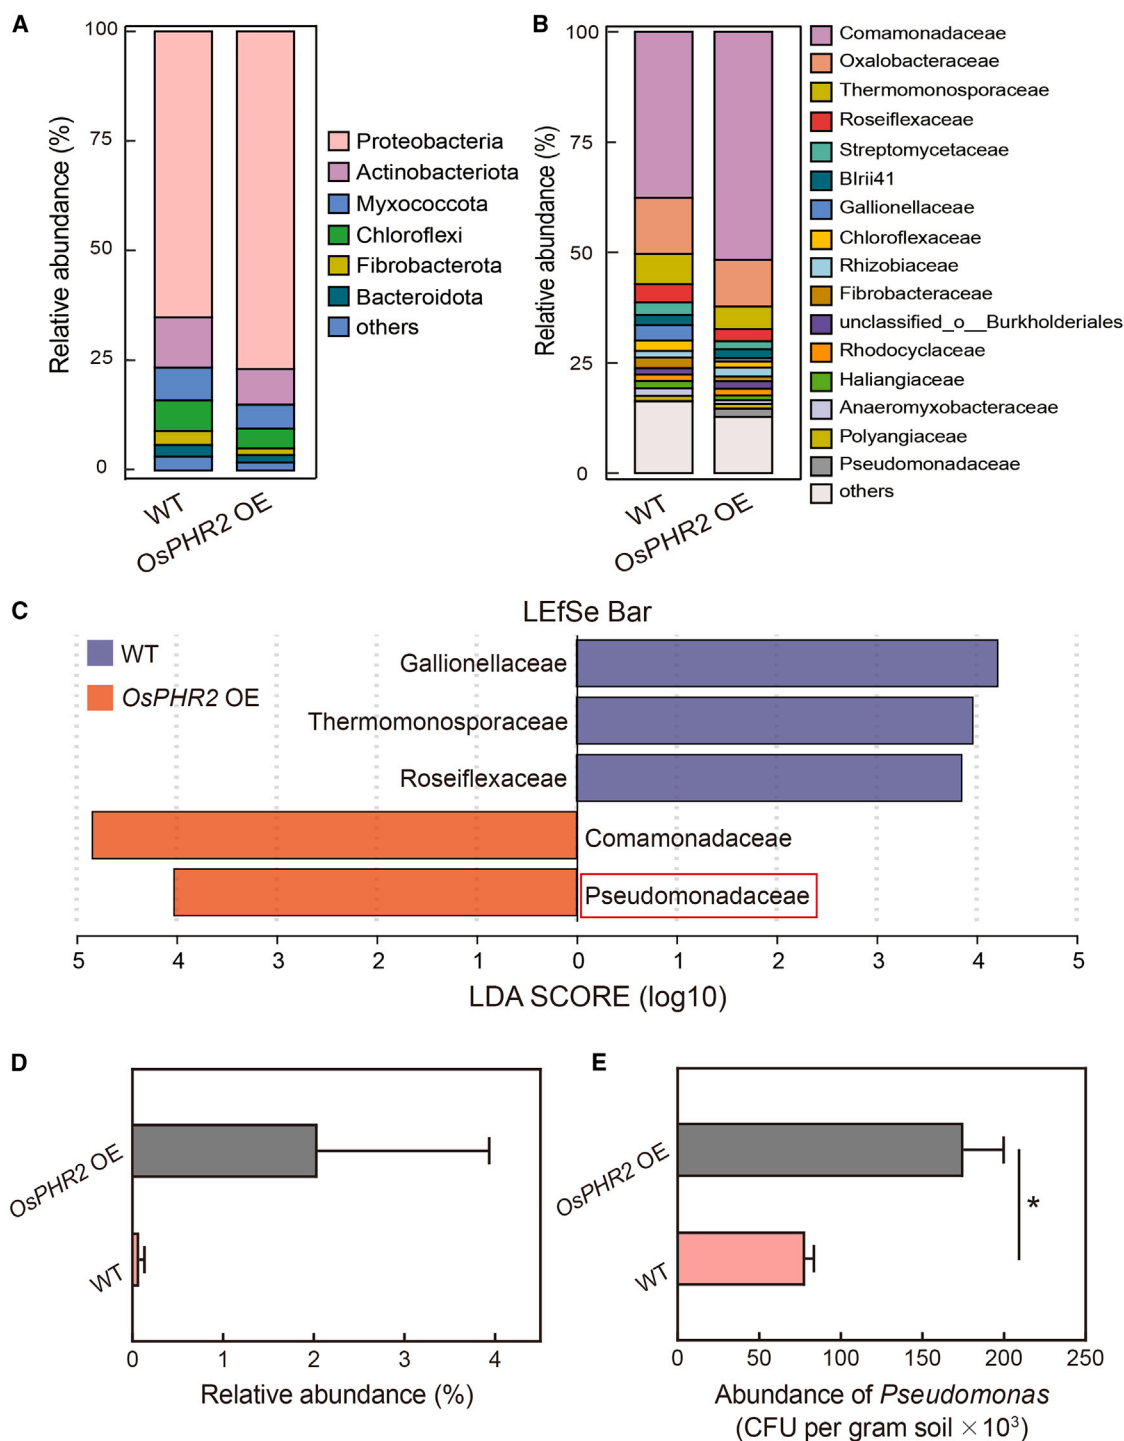 A
100
75
50
25
0
Relative abundance (%)
WT
OsPHR2 OE
Proteobacteria
Actinobacteriota
Myxococcota
Chloroflexi
Fibrobacterota
Bacteroidota
others
B
100
75
50
25
0
Relative abundance (%)
WT
OsPHR2 OE
Comamonadaceae
Oxalobacteraceae
Thermomonosporaceae
Roseiflexaceae
Streptomycetaceae
BIrii41
Gallionellaceae
Chloroflexaceae
Rhizobiaceae
Fibrobacteraceae
unclassified_o__Burkholderiales
Rhodocyclaceae
Haliangiaceae
Anaeromyxobacteraceae
Polyangiaceae
Pseudomonadaceae
others
C
LEfSe Bar
WT
OsPHR2 OE
Gallionellaceae
Thermomonosporaceae
Roseiflexaceae
Comamonadaceae
Pseudomonadaceae
5 4 3 2 1 0 1 2 3 4 5
LDA SCORE (log10)
D
OsPHR2 OE
WT
0 1 2 3 4
Relative abundance (%)
E
OsPHR2 OE
WT
*
0 50 100 150 200 250
Abundance of Pseudomonas
(CFU per gram soil ×10³)